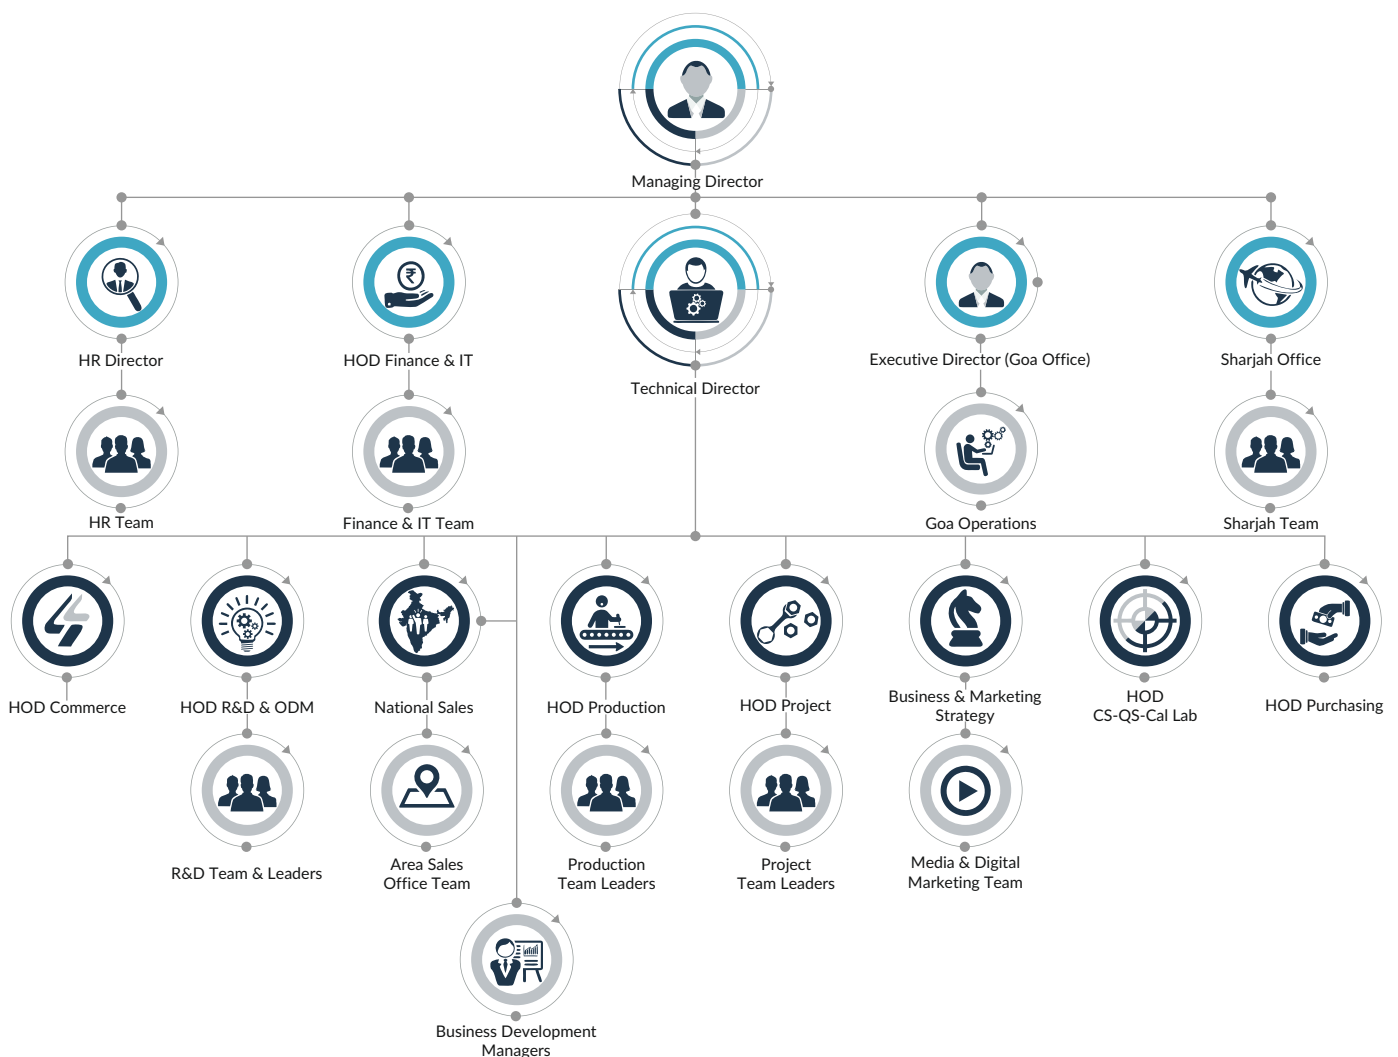 Managing Director
HR Director
HOD Finance & IT
Technical Director
Executive Director (Goa Office)
Sharjah Office
HR Team
Finance & IT Team
Goa Operations
Sharjah Team
HOD Commerce
HOD R&D & ODM
National Sales
HOD Production
HOD Project
Business & Marketing
Strategy
HOD
CS-QS-Cal Lab
HOD Purchasing
R&D Team & Leaders
Area Sales
Office Team
Production
Team Leaders
Project
Team Leaders
Media & Digital
Marketing Team
Business Development
Managers